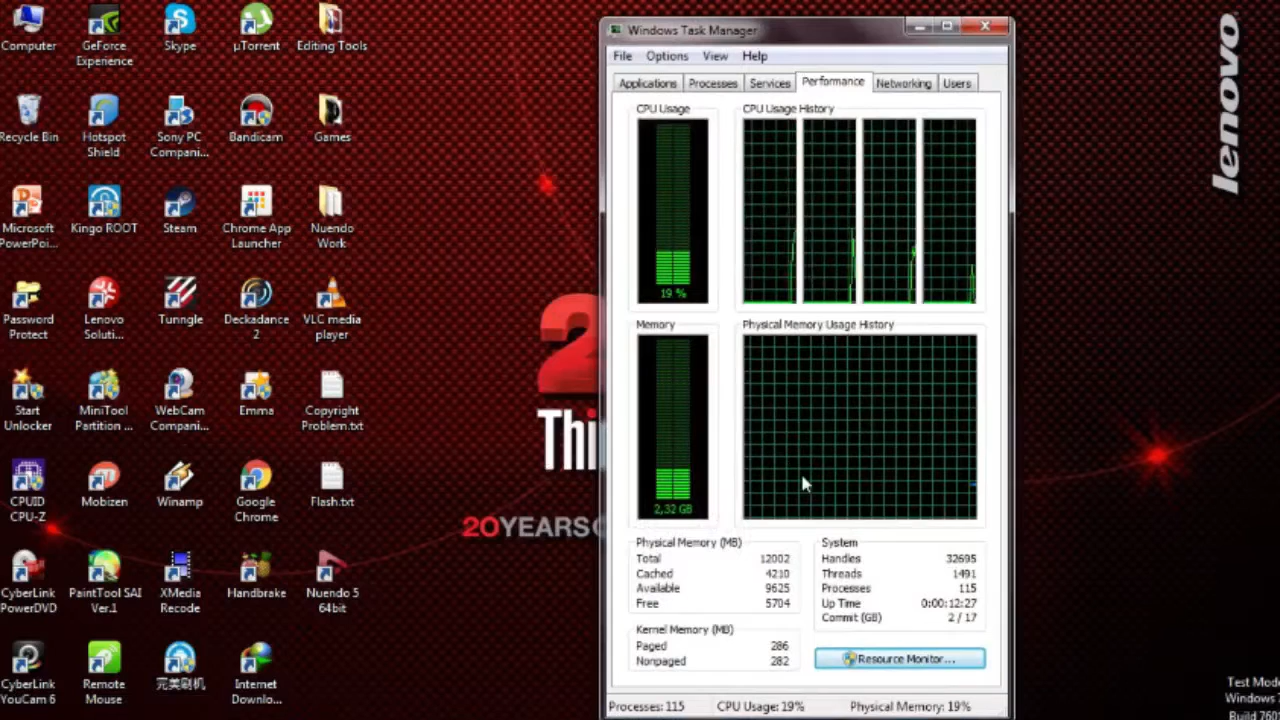 Computer
GeForce
Experience
Skype
µTorrent
Editing Tools
Recycle Bin
Hotspot
Shield
Sony PC
Compani...
Bandicam
Games
Microsoft
PowerPoi...
Kingo ROOT
Steam
Chrome App
Launcher
Nuendo
Work
Password
Protect
Lenovo
Soluti...
Tunngle
Deckadance
2
VLC media
player
Start
Unlocker
MiniTool
Partition ...
WebCam
Compani...
Emma
Copyright
Problem.txt
CPUID
CPU-Z
Mobizen
Winamp
Google
Chrome
Flash.txt
CyberLink
PowerDVD
PaintTool SAI
Ver.1
XMedia
Recode
Handbrake
Nuendo 5
64bit
CyberLink
YouCam 6
Remote
Mouse
完美刷机
Internet
Downlo...
2
Thi
20YEARSO
Windows Task Manager
File Options View Help
Applications Processes Services Performance Networking Users
CPU Usage
19 %
CPU Usage History
Memory
2,32 GB
Physical Memory Usage History
Physical Memory (MB)
Total 12002
Cached 4210
Available 9625
Free 5704
Kernel Memory (MB)
Paged 286
Nonpaged 282
System
Handles 32695
Threads 1491
Processes 115
Up Time 0:00:12:27
Commit (GB) 2 / 17
Resource Monitor...
Processes: 115 CPU Usage: 19% Physical Memory: 19%
lenovo
Test Mode
Windows
Build 760